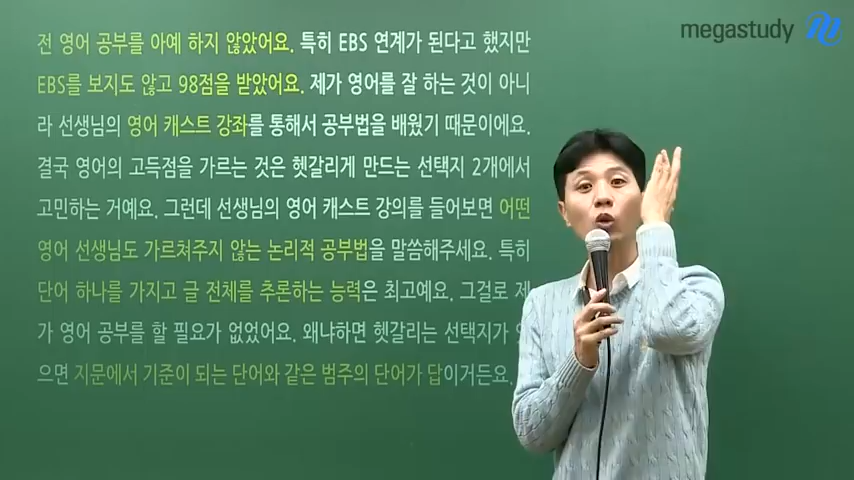 megastudy
전 영어 공부를 아예 하지 않았어요. 특히 EBS 연계가 된다고 했지만
EBS를 보지도 않고 98점을 받았어요. 제가 영어를 잘 하는 것이 아니
라 선생님의 영어 캐스트 강좌를 통해서 공부법을 배웠기 때문이에요.
결국 영어의 고득점을 가르는 것은 헷갈리게 만드는 선택지 2개에서
고민하는 거예요. 그런데 선생님의 영어 캐스트 강의를 들어보면 어떤
영어 선생님도 가르쳐주지 않는 논리적 공부법을 말씀해주세요. 특히
단어 하나를 가지고 글 전체를 추론하는 능력은 최고예요. 그걸로 제
가 영어 공부를 할 필요가 없었어요. 왜냐하면 헷갈리는 선택지가
으면 지문에서 기준이 되는 단어와 같은 범주의 단어가 답이거든요.